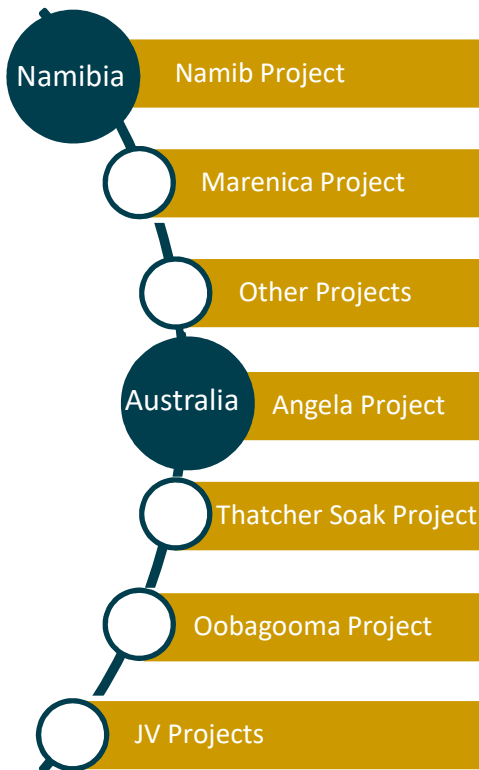 Namibia
Namib Project
Marenica Project
Other Projects
Australia
Angela Project
Thatcher Soak Project
Oobagooma Project
JV Projects